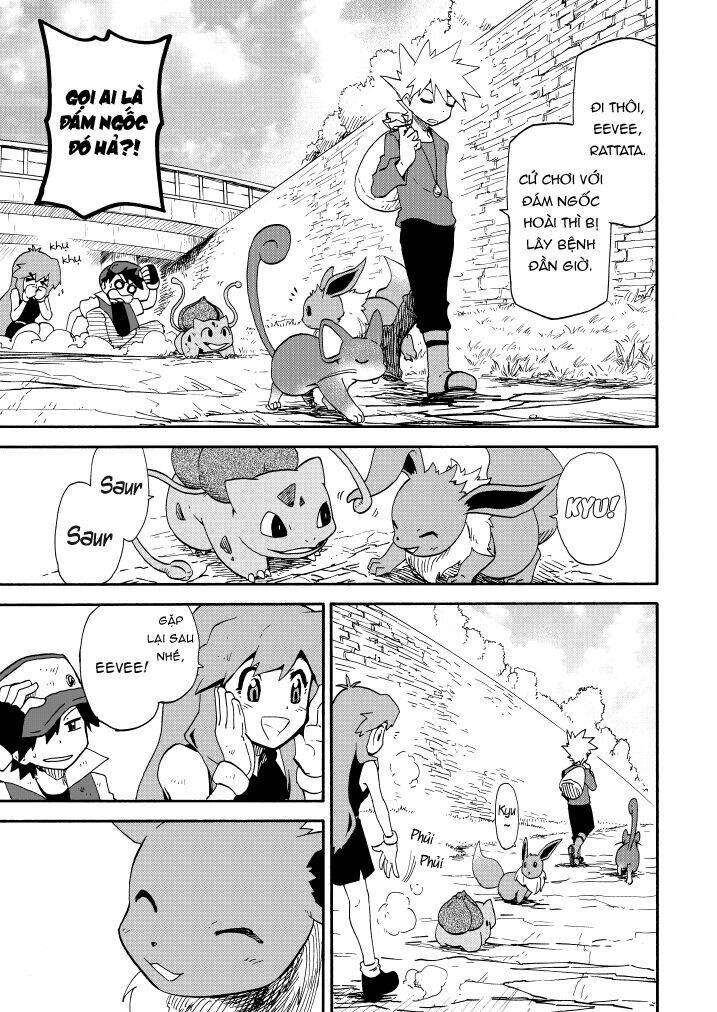 ĐI THÔI,
EEVEE,
RATTATA.
CỨ CHƠI VỚI
ĐÁM NGỐC
HOÀI THÌ BỊ
LÂY BỆNH
ĐẦN GIỜ.
GỌI AI LÀ
ĐÁM NGỐC
ĐÓ HẢ?!
KHỤ
KHỤ
KYU!
Saur
Saur
Kyu
~
Phủi
Phủi
GẶP
LẠI SAU
NHÉ,
EEVEE!